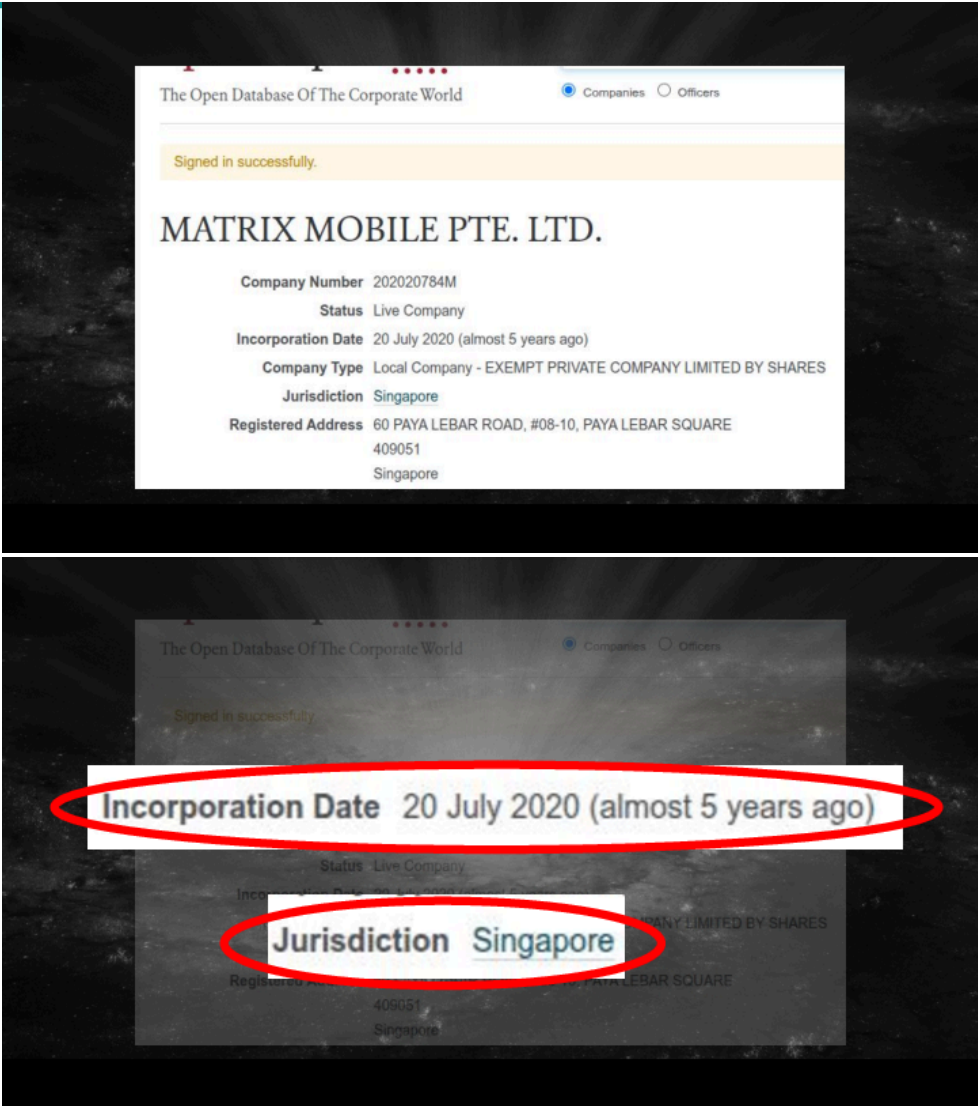 The Open Database Of The Corporate World
Companies Officers
Signed in successfully.
MATRIX MOBILE PTE. LTD.
Company Number 202020784M
Status Live Company
Incorporation Date 20 July 2020 (almost 5 years ago)
Company Type Local Company - EXEMPT PRIVATE COMPANY LIMITED BY SHARES
Jurisdiction Singapore
Registered Address 60 PAYA LEBAR ROAD, #08-10, PAYA LEBAR SQUARE
409051
Singapore
The Open Database Of The Corporate World
Companies Officers
Signed in successfully.
Incorporation Date 20 July 2020 (almost 5 years ago)
Status Live Company
LIMITED BY SHARES
Jurisdiction Singapore
Registered PAYA LEBAR SQUARE
409051
Singapore